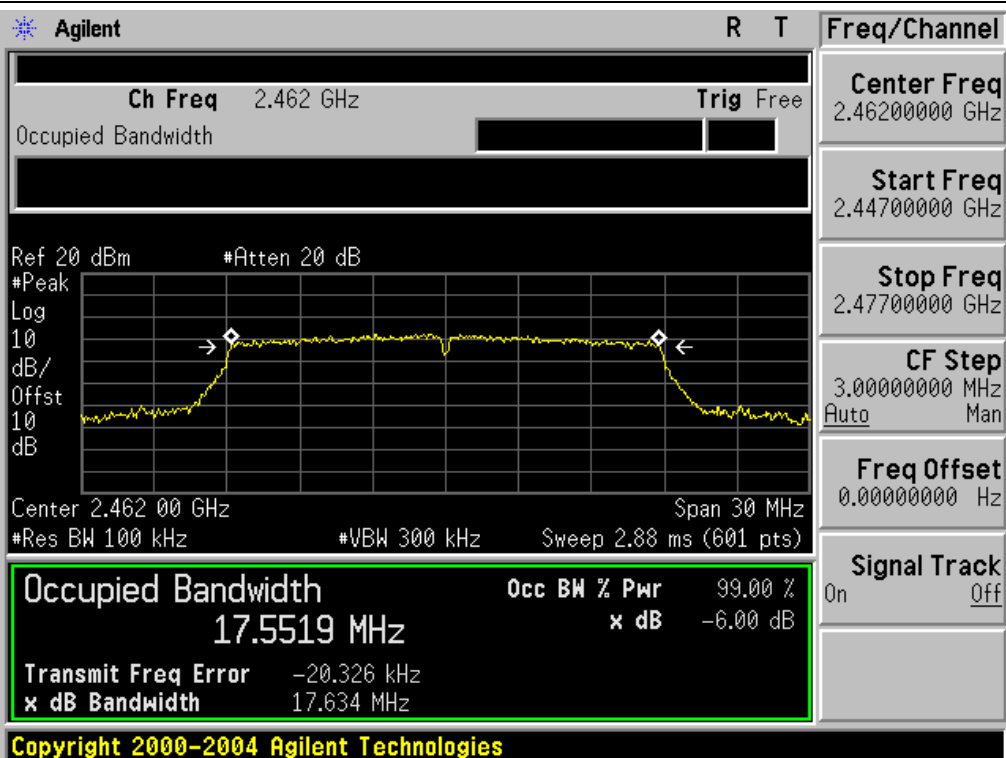 Agilent R T Freq/Channel
Ch Freq 2.462 GHz Trig Free
Occupied Bandwidth
Center Freq
2.46200000 GHz
Start Freq
2.44700000 GHz
Stop Freq
2.47700000 GHz
CF Step
3.00000000 MHz
Auto Man
Freq Offset
0.00000000 Hz
Signal Track
On Off
Ref 20 dBm #Atten 20 dB
#Peak
Log
10
dB/
Offst
10
dB
Center 2.462 00 GHz Span 30 MHz
#Res BW 100 kHz #VBW 300 kHz Sweep 2.88 ms (601 pts)
Occupied Bandwidth Occ BW % Pwr 99.00 %
17.5519 MHz x dB -6.00 dB
Transmit Freq Error -20.326 kHz
x dB Bandwidth 17.634 MHz
Copyright 2000-2004 Agilent Technologies